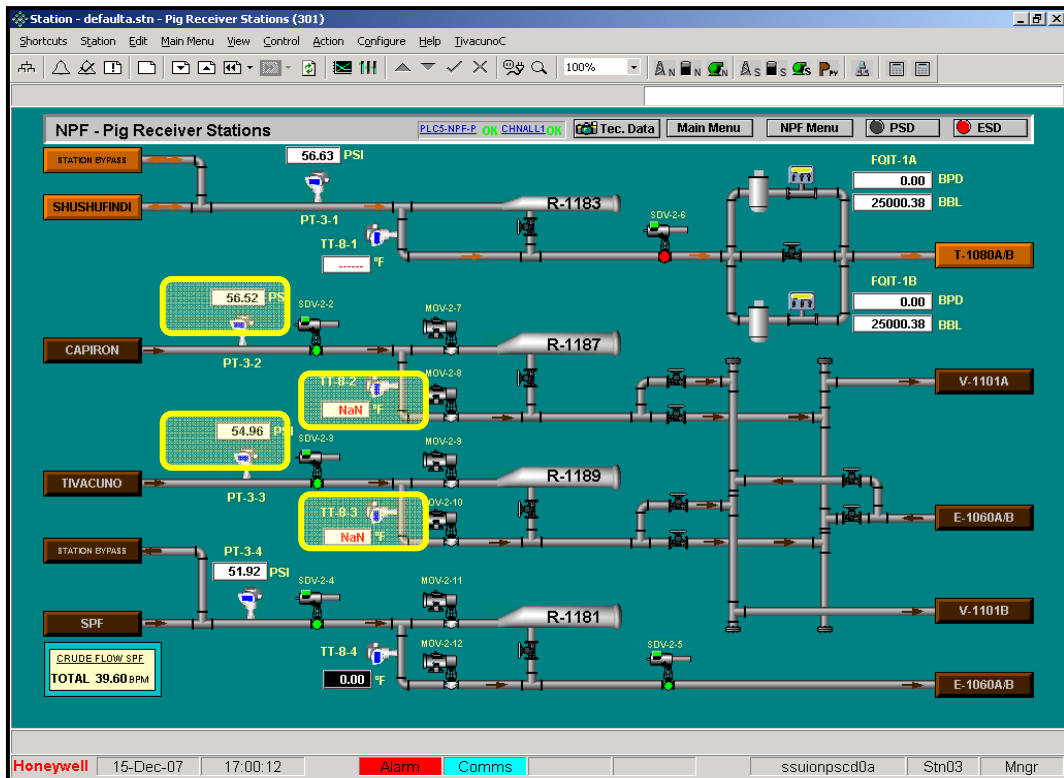 Station - defaulta.stn - Pig Receiver Stations (301)
Shortcuts Station Edit Main Menu View Control Action Configure Help TivacunoC
100% N N N S S S P PY
NPF - Pig Receiver Stations PLC5-NPF-P OK CHNALL1 OK Tec. Data Main Menu NPF Menu PSD ESD
STATION BYPASS
56.63 PSI
SHUSHUFINDI
PT-3-1
R-1183
TT-8-1
------ °F
SDV-2-6
FQIT-1A
0.00 BPD
25000.38 BBL
T-1080A/B
FQIT-1B
0.00 BPD
25000.38 BBL
56.52 PSI
SDV-2-2
MOV-2-7
CAPIRON
PT-3-2
R-1187
TT-8-2
NaN °F
MOV-2-8
V-1101A
54.96 PSI
SDV-2-3
MOV-2-9
TIVACUNO
PT-3-3
R-1189
TT-8-3
NaN °F
MOV-2-10
E-1060A/B
STATION BYPASS
PT-3-4
51.92 PSI
SDV-2-4
MOV-2-11
SPF
R-1181
V-1101B
TT-8-4
0.00 °F
MOV-2-12
SDV-2-5
E-1060A/B
CRUDE FLOW SPF
TOTAL 39.60 BPM
Honeywell 15-Dec-07 17:00:12 Alarm Comms ssuionpscd0a Stn03 Mngr